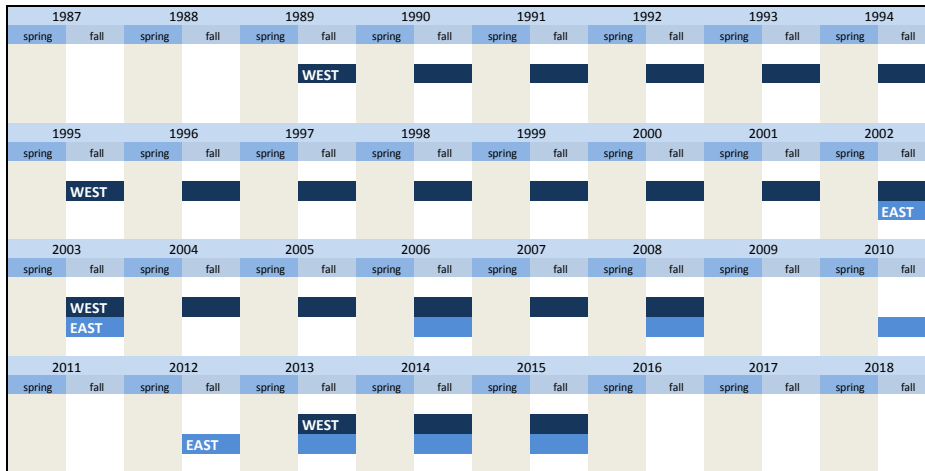 1987 1988 1989 1990 1991 1992 1993 1994
spring fall spring fall spring fall spring fall spring fall spring fall spring fall spring fall
WEST
1995 1996 1997 1998 1999 2000 2001 2002
spring fall spring fall spring fall spring fall spring fall spring fall spring fall spring fall
WEST
EAST
2003 2004 2005 2006 2007 2008 2009 2010
spring fall spring fall spring fall spring fall spring fall spring fall spring fall spring fall
WEST
EAST
2011 2012 2013 2014 2015 2016 2017 2018
spring fall spring fall spring fall spring fall spring fall spring fall spring fall spring fall
WEST
EAST